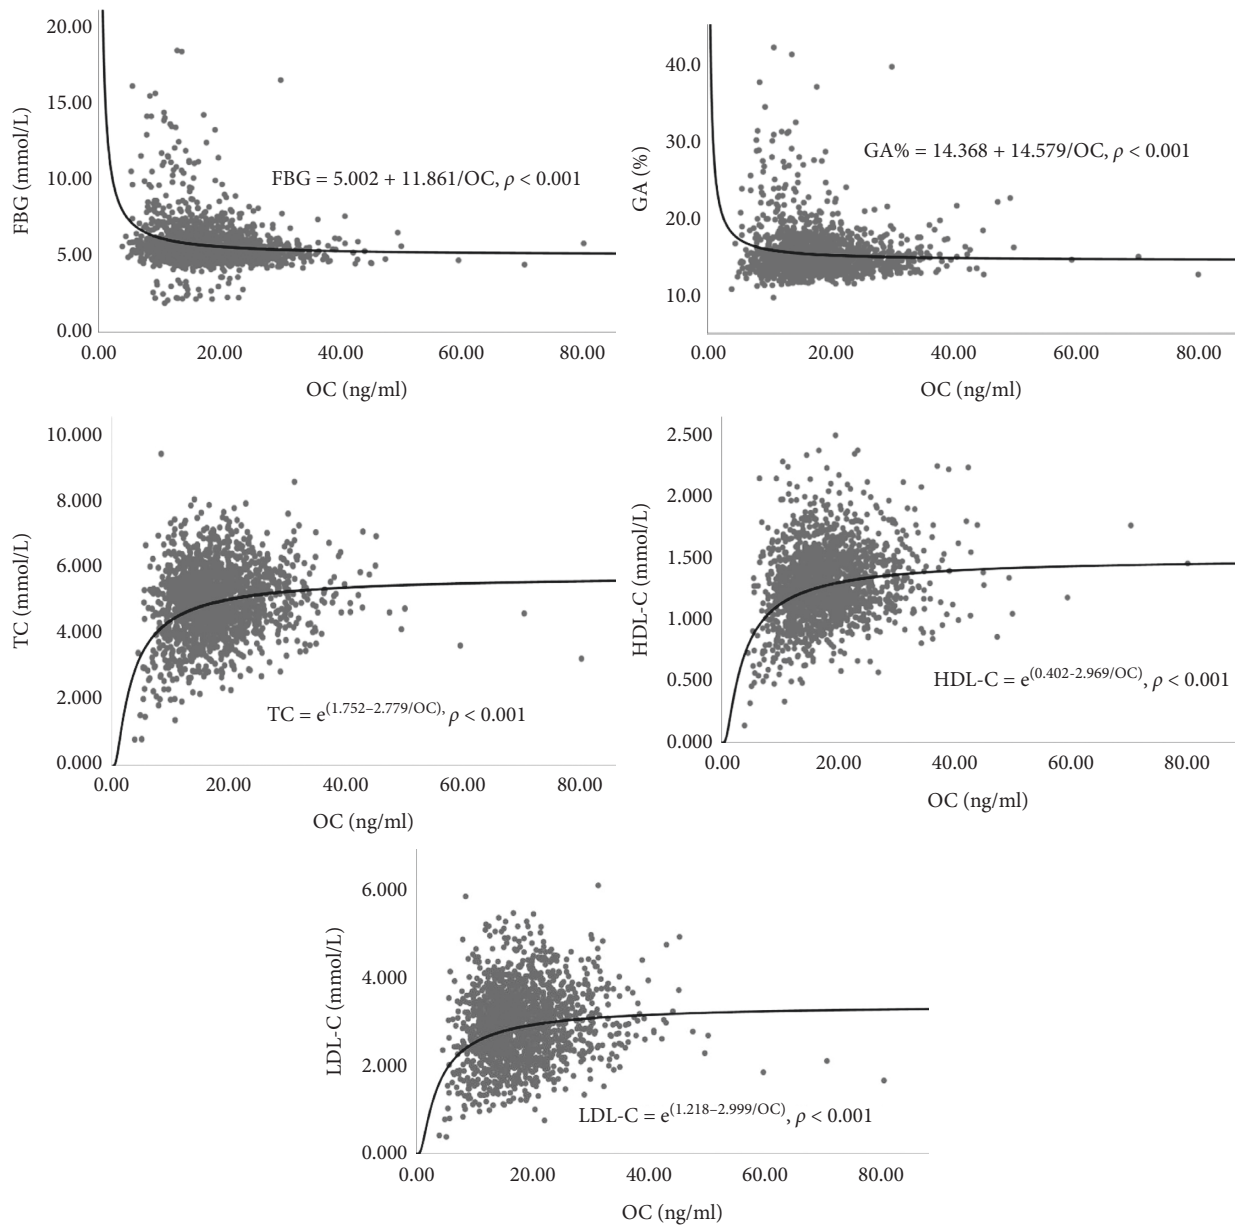 20.00
15.00
10.00
5.00
0.00
FBG (mmol/L)
FBG = 5.002 + 11.861/OC, ρ < 0.001
0.00 20.00 40.00 60.00 80.00
OC (ng/ml)
40.0
30.0
20.0
10.0
GA (%)
GA% = 14.368 + 14.579/OC, ρ < 0.001
0.00 20.00 40.00 60.00 80.00
OC (ng/ml)
10.000
8.000
6.000
4.000
2.000
0.000
TC (mmol/L)
TC = e(1.752–2.779/OC), ρ < 0.001
0.00 20.00 40.00 60.00 80.00
OC (ng/ml)
2.500
2.000
1.500
1.000
0.500
0.000
HDL-C (mmol/L)
HDL-C = e(0.402-2.969/OC), ρ < 0.001
0.00 20.00 40.00 60.00 80.00
OC (ng/ml)
6.000
4.000
2.000
0.000
LDL-C (mmol/L)
LDL-C = e(1.218–2.999/OC), ρ < 0.001
0.00 20.00 40.00 60.00 80.00
OC (ng/ml)